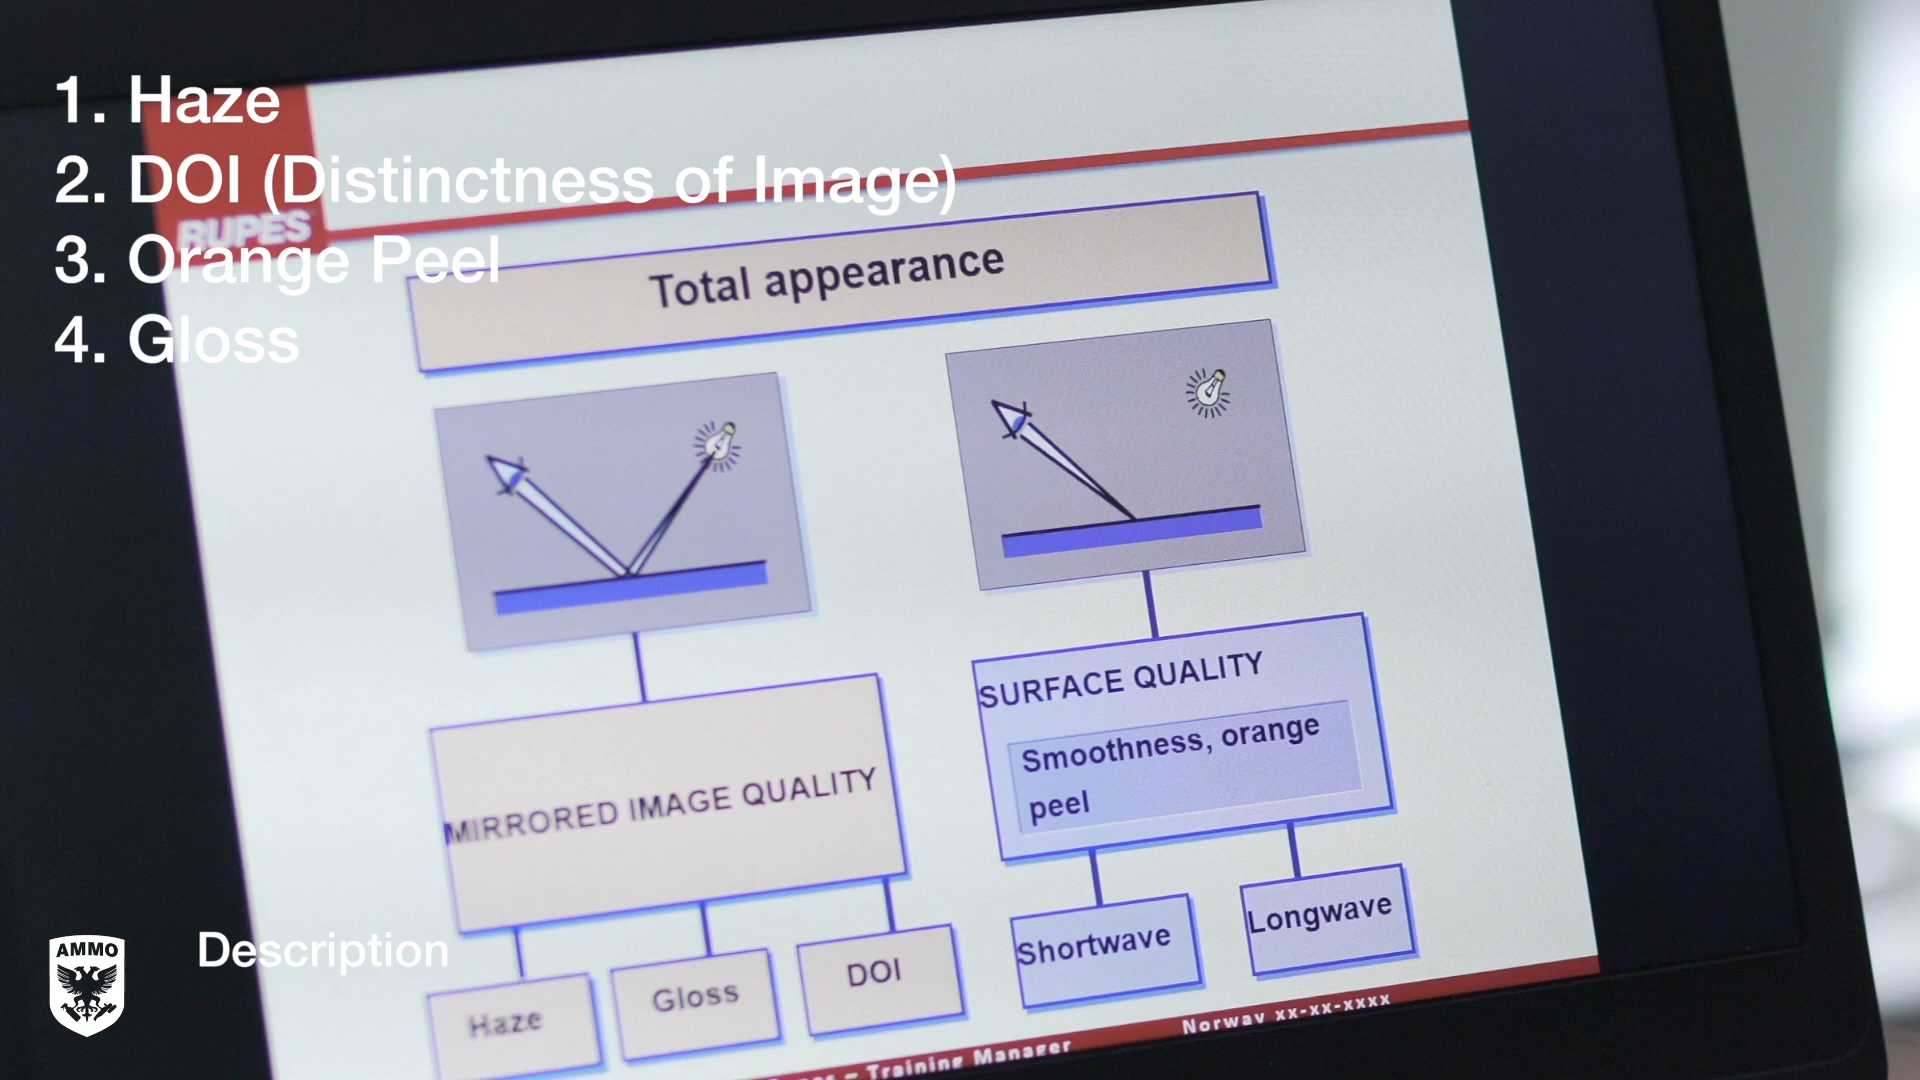 1. Haze
2. DOI (Distinctness of Image)
3. Orange Peel
4. Gloss
RUPES
Total appearance
MIRRORED IMAGE QUALITY
Haze
Gloss
DOI
SURFACE QUALITY
Smoothness, orange
peel
Shortwave
Longwave
– Training Manager
Norway xx-xx-xxxx
AMMO
Description